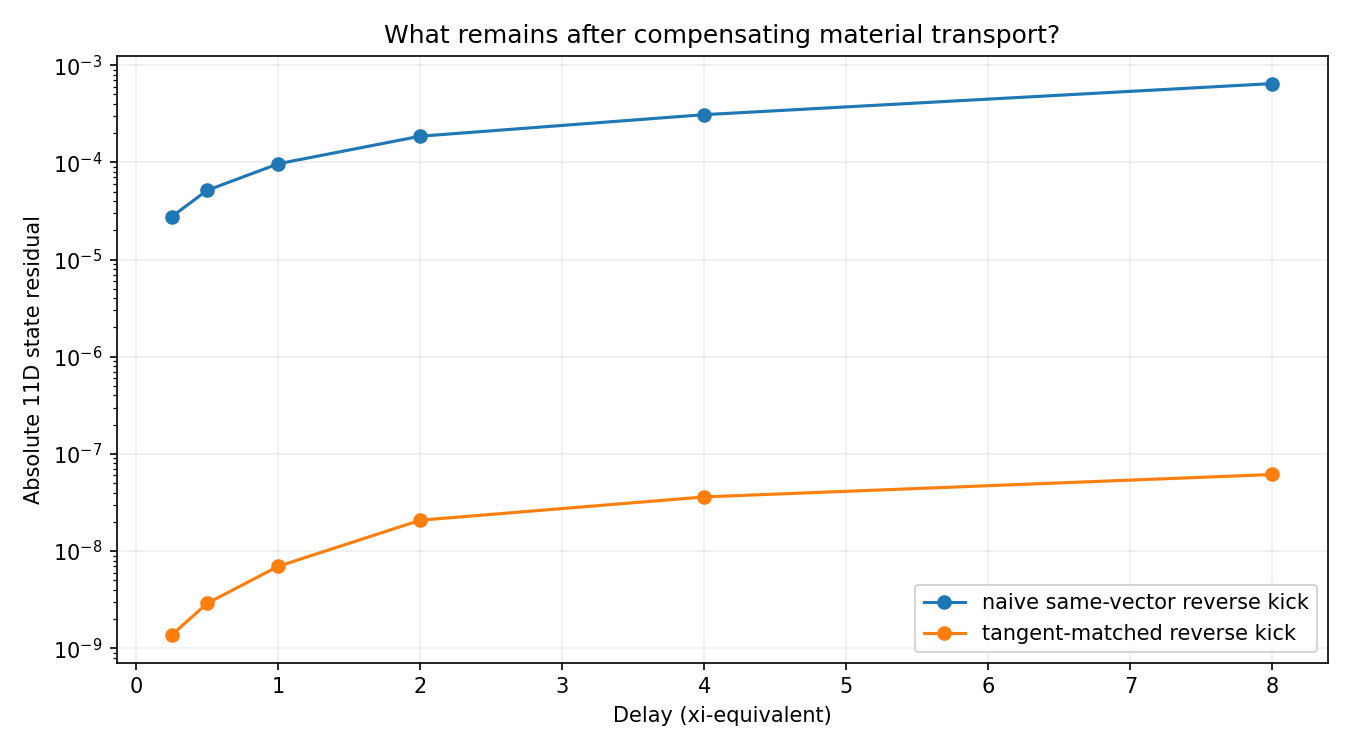 What remains after compensating material transport?
Absolute 11D state residual
10⁻³
10⁻⁴
10⁻⁵
10⁻⁶
10⁻⁷
10⁻⁸
10⁻⁹
naive same-vector reverse kick
tangent-matched reverse kick
0 1 2 3 4 5 6 7 8
Delay (xi-equivalent)